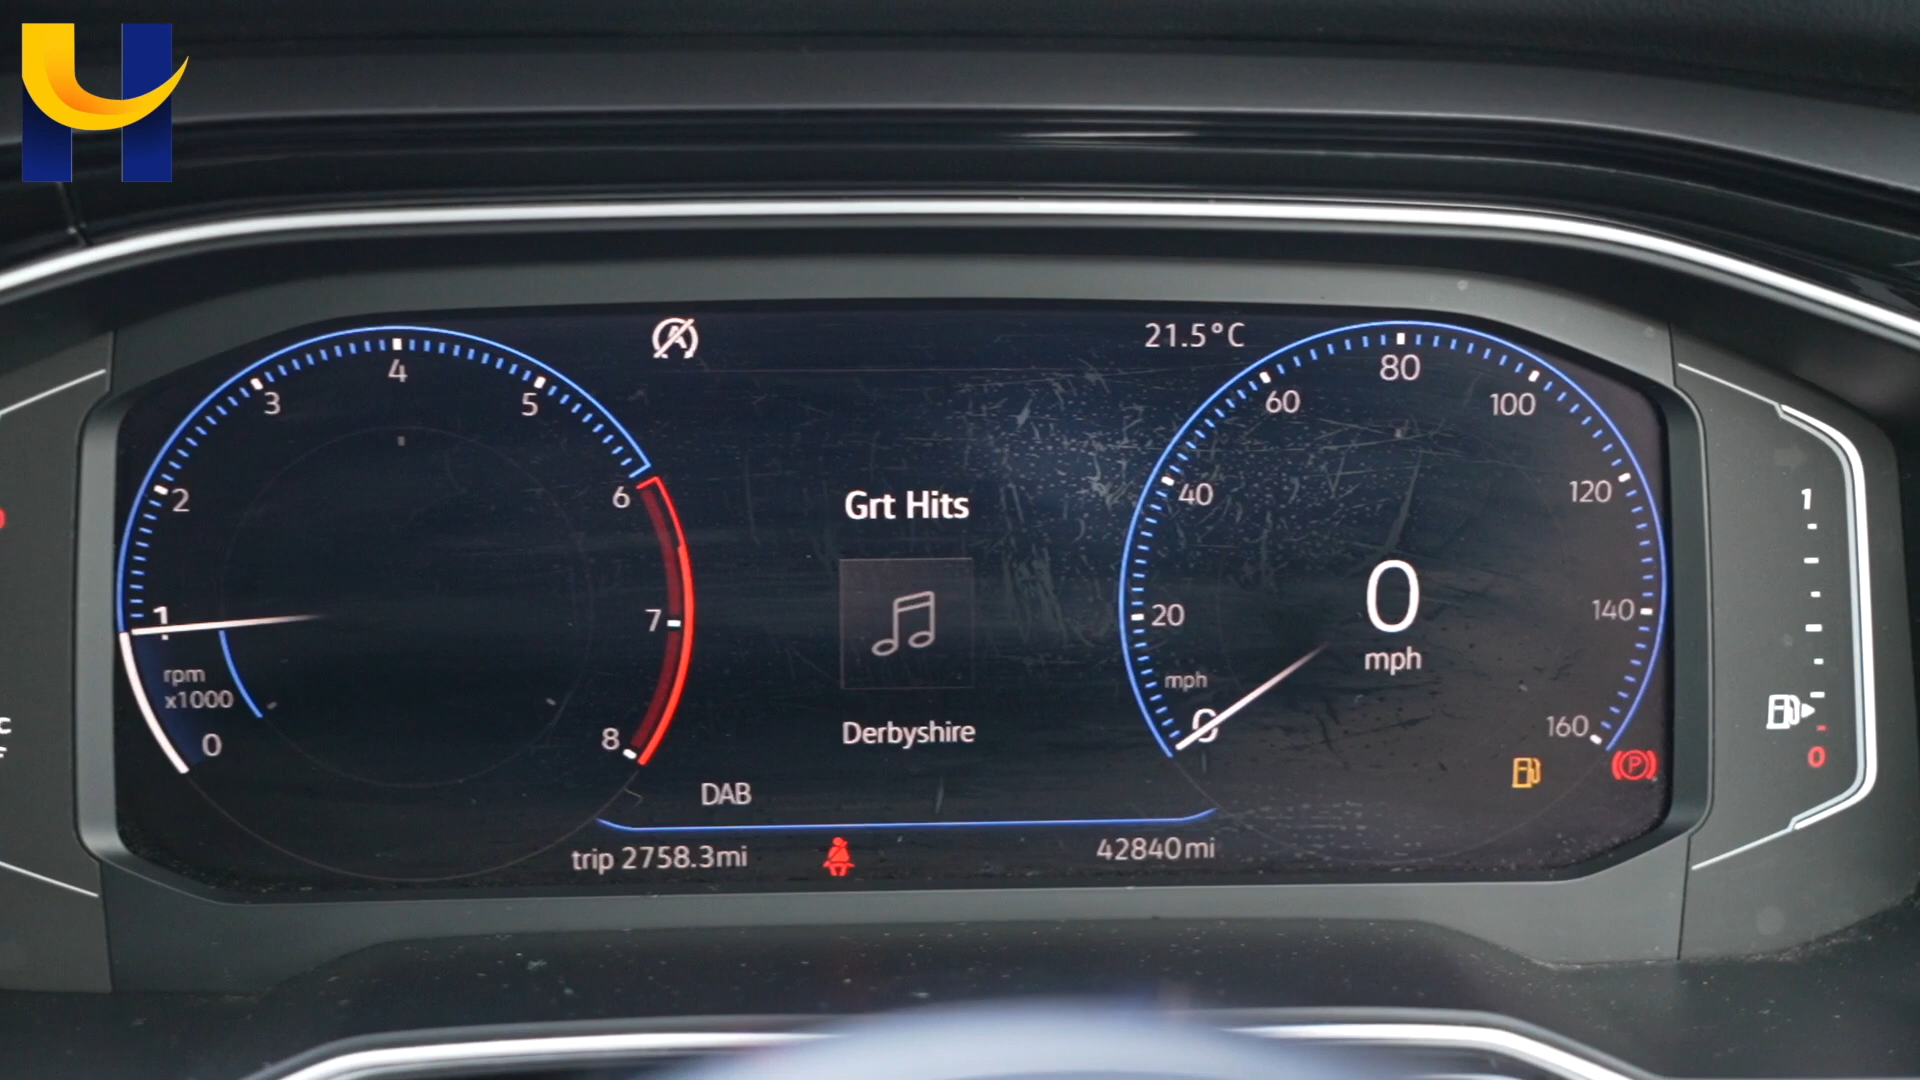 21.5°C
4
3
5
2
6
1
7
rpm
x1000
0
8
Grt Hits
Derbyshire
DAB
trip 2758.3mi
42840mi
80
60
100
40
120
20
140
mph
0
160
0
mph
1
0